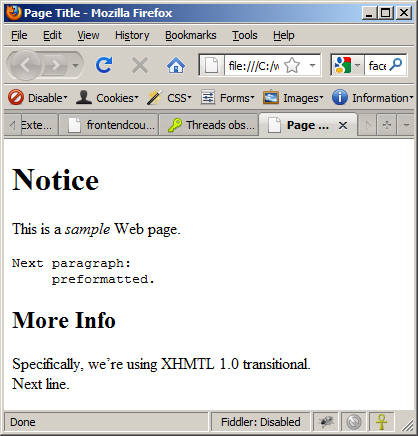 Page Title - Mozilla Firefox
File Edit View History Bookmarks Tools Help
file:///C:/w face
Disable Cookies CSS Forms Images Information
Exte... frontendcou... Threads obs... Page ...
Notice
This is a sample Web page.
Next paragraph:
preformatted.
More Info
Specifically, we’re using XHMTL 1.0 transitional.
Next line.
Done Fiddler: Disabled